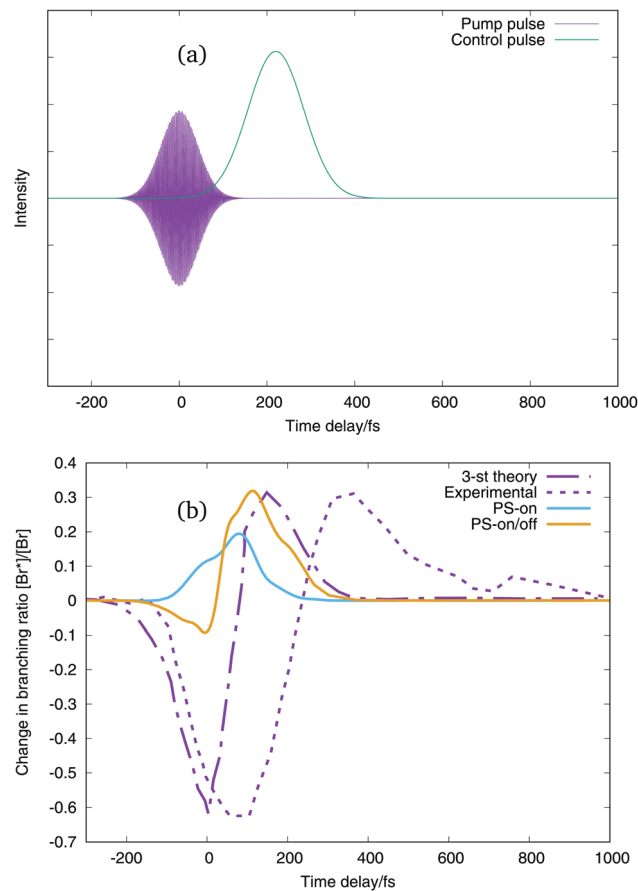 (a)
Pump pulse
Control pulse
Intensity
-200 0 200 400 600 800 1000
Time delay/fs
(b)
3-st theory
Experimental
PS-on
PS-on/off
Change in branching ratio [Br*]/[Br]
0.4
0.3
0.2
0.1
0
-0.1
-0.2
-0.3
-0.4
-0.5
-0.6
-0.7
-200 0 200 400 600 800 1000
Time delay/fs